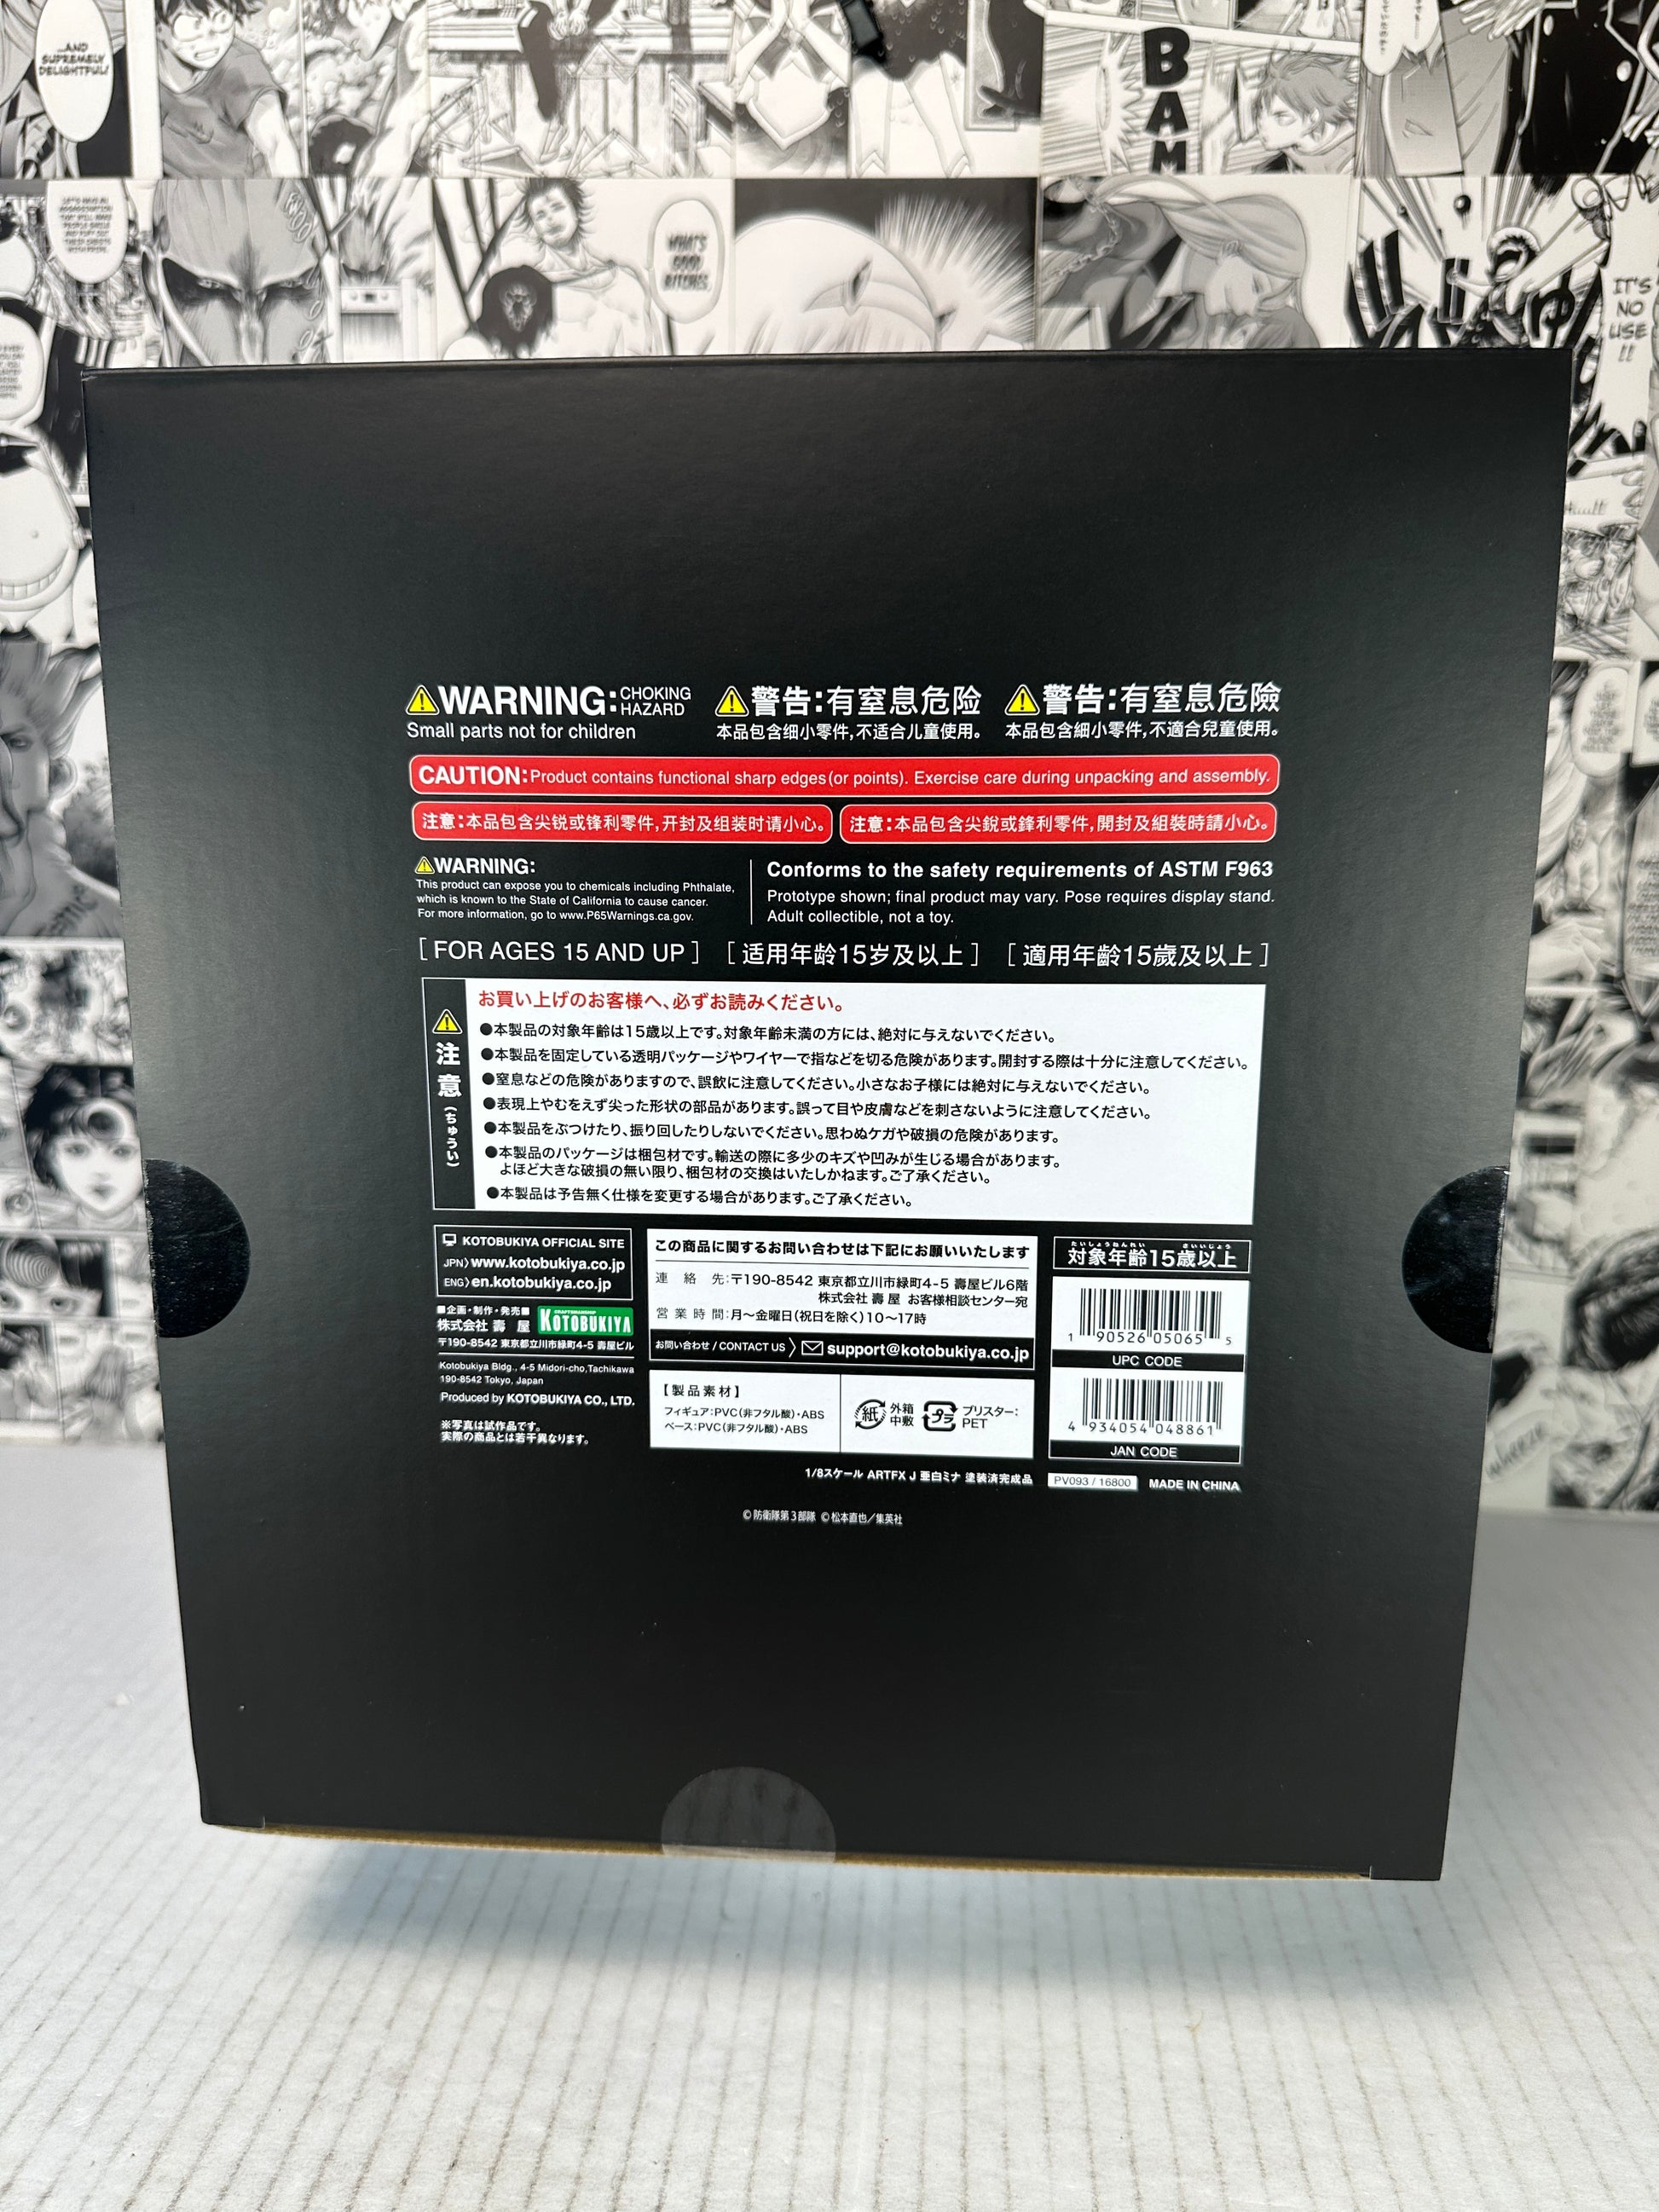 ...AND SUPREMELY DELIGHTFUL!
BAM
WHAT'S GOOD, BITCHES.
IT'S NO USE!!
WARNING: CHOKING HAZARD
Small parts not for children
警告:有窒息危险
本品包含细小零件,不适合儿童使用。
警告:有窒息危險
本品包含細小零件,不適合兒童使用。
CAUTION: Product contains functional sharp edges (or points). Exercise care during unpacking and assembly.
注意:本品包含尖锐或锋利零件,开封及组装时请小心。
注意:本品包含尖銳或鋒利零件,開封及組裝時請小心。
WARNING:
This product can expose you to chemicals including Phthalate,
which is known to the State of California to cause cancer.
For more information, go to www.P65Warnings.ca.gov.
Conforms to the safety requirements of ASTM F963
Prototype shown; final product may vary. Pose requires display stand.
Adult collectible, not a toy.
[FOR AGES 15 AND UP] [适用年龄15岁及以上] [適用年齡15歲及以上]
注意(ちゅうい)
お買い上げのお客様へ、必ずお読みください。
●本製品の対象年齢は15歳以上です。対象年齢未満の方には、絶対に与えないでください。
●本製品を固定している透明パッケージやワイヤーで指などを切る危険があります。開封する際は十分に注意してください。
●窒息などの危険がありますので、誤飲に注意してください。小さなお子様には絶対に与えないでください。
●表現上やむをえず尖った形状の部品があります。誤って目や皮膚などを刺さないように注意してください。
●本製品をぶつけたり、振り回したりしないでください。思わぬケガや破損の危険があります。
●本製品のパッケージは梱包材です。輸送の際に多少のキズや凹みが生じる場合があります。
よほど大きな破損の無い限り、梱包材の交換はいたしかねます。ご了承ください。
●本製品は予告無く仕様を変更する場合があります。ご了承ください。
KOTOBUKIYA OFFICIAL SITE
JPN〉www.kotobukiya.co.jp
ENG〉en.kotobukiya.co.jp
■企画・制作・発売■
株式会社 壽 屋
CRAFTSMANSHIP
KOTOBUKIYA
〒190-8542 東京都立川市緑町4-5 壽屋ビル
Kotobukiya Bldg., 4-5 Midori-cho,Tachikawa
190-8542 Tokyo, Japan
Produced by KOTOBUKIYA CO., LTD.
※写真は試作品です。
実際の商品とは若干異なります。
この商品に関するお問い合わせは下記にお願いいたします
連絡先:〒190-8542 東京都立川市緑町4-5 壽屋ビル6階
株式会社 壽 屋 お客様相談センター宛
営業時間:月〜金曜日(祝日を除く)10〜17時
お問い合わせ / CONTACT US 〉 support@kotobukiya.co.jp
【製品素材】
フィギュア:PVC(非フタル酸)・ABS
ベース:PVC(非フタル酸)・ABS
紙 外箱 中敷
プラ ブリスター: PET
たいしょうねんれい さいいじょう
対象年齢15歳以上
1 90526 05065 5
UPC CODE
4 934054 048861
JAN CODE
1/8スケール ARTFX J 亜白ミナ 塗装済完成品
PV093 / 16800
MADE IN CHINA
©防衛隊第3部隊 ©松本直也/集英社